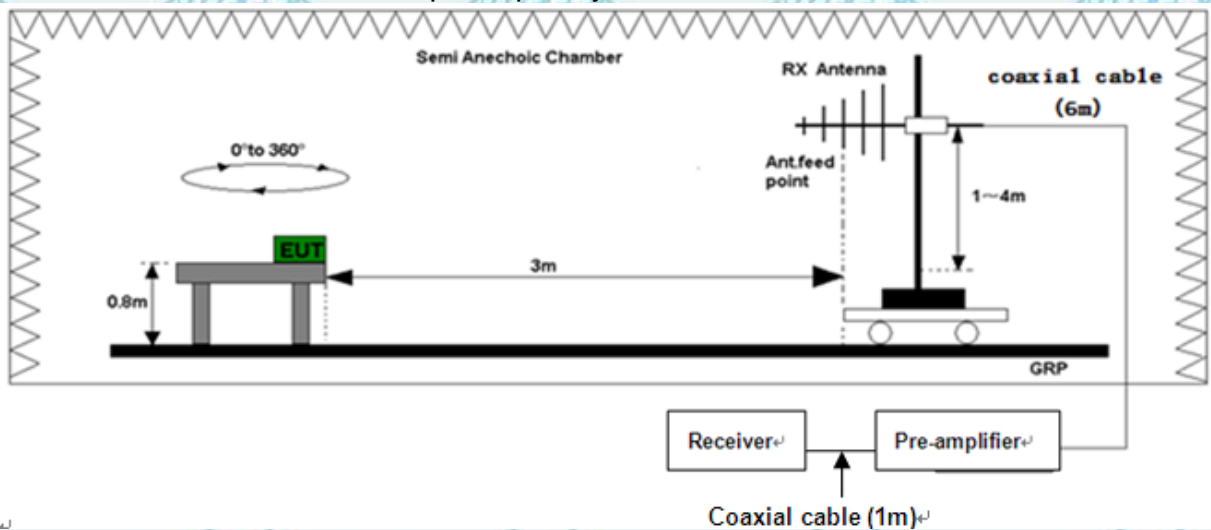 Semi Anechoic Chamber
RX Antenna
coaxial cable
(6m)
0°to 360°
Ant.feed
point
1～4m
EUT
3m
0.8m
GRP
Receiver↵
Pre-amplifier↵
Coaxial cable (1m)↵
↵